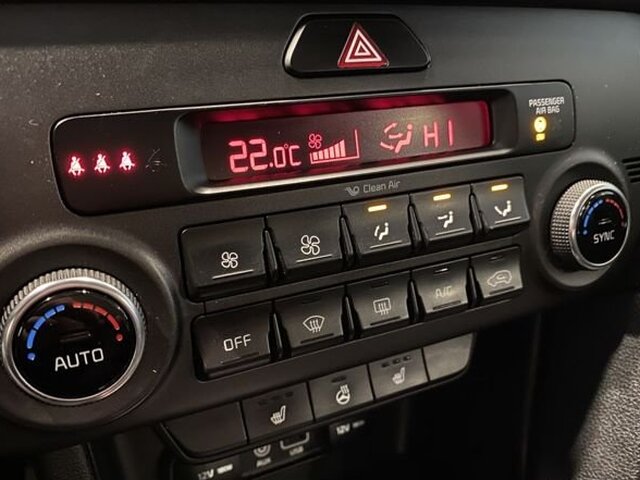 PASSENGER
AIR BAG
22.0°C
HI
Clean Air
SYNC
AUTO
OFF
A/C
12V
AUX
USB
12V